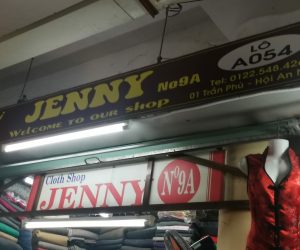 JENNY No9A
WELCOME TO OUR shop
LÔ
A054
Tel: 0122.548.426
01 Trần Phú - Hội An
Cloth Shop
JENNY
Nº9A